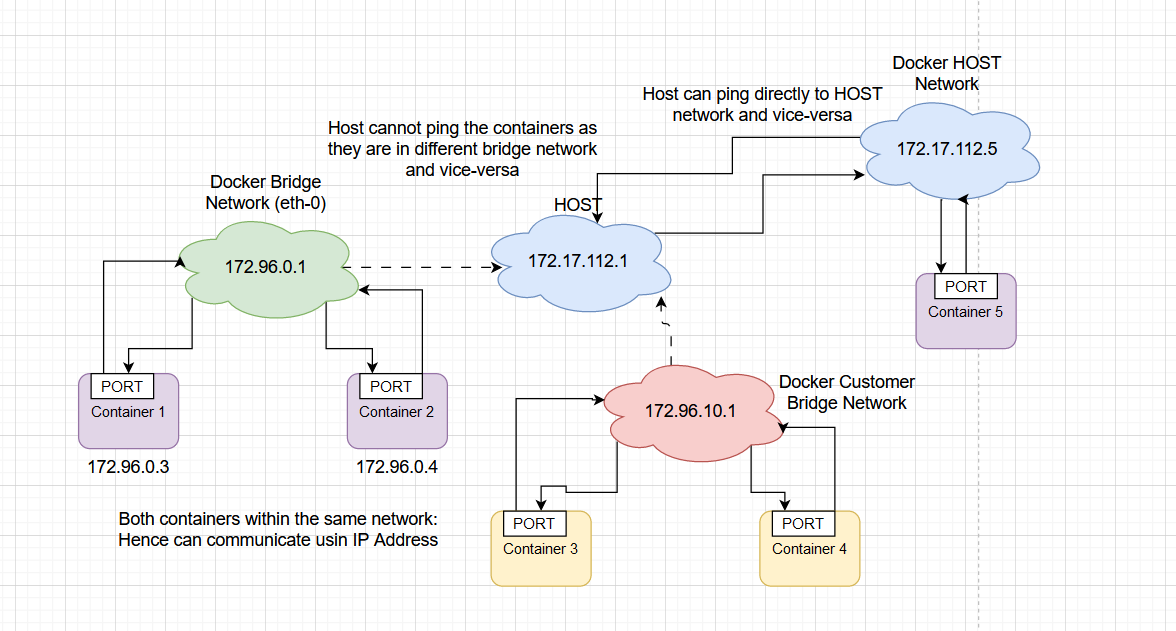 Docker HOST
Network
Host can ping directly to HOST
network and vice-versa
172.17.112.5
Host cannot ping the containers as
they are in different bridge network
and vice-versa
Docker Bridge
Network (eth-0)
HOST
172.96.0.1
172.17.112.1
PORT
Container 5
PORT
Container 1
172.96.0.3
PORT
Container 2
172.96.0.4
Docker Customer
Bridge Network
172.96.10.1
Both containers within the same network:
Hence can communicate usin IP Address
PORT
Container 3
PORT
Container 4